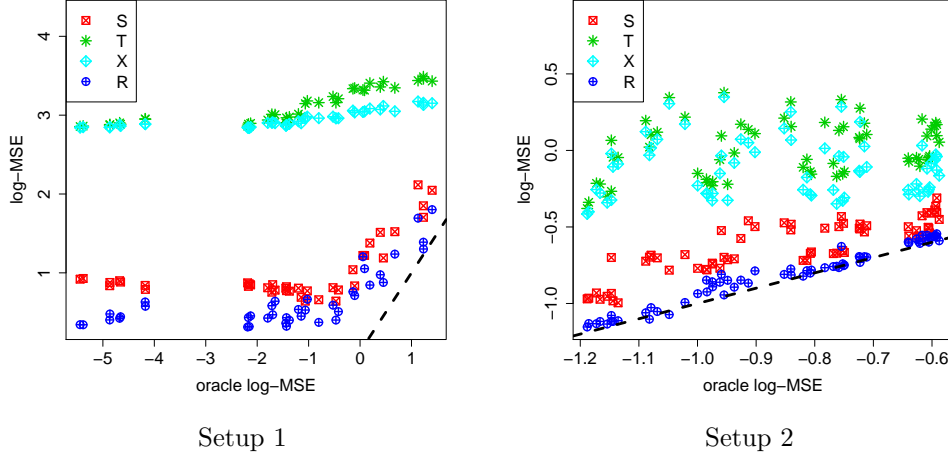 S
T
X
R
4
3
2
1
log−MSE
−5 −4 −3 −2 −1 0 1
oracle log−MSE
Setup 1
S
T
X
R
0.5
0.0
−0.5
−1.0
log−MSE
−1.2 −1.1 −1.0 −0.9 −0.8 −0.7 −0.6
oracle log−MSE
Setup 2